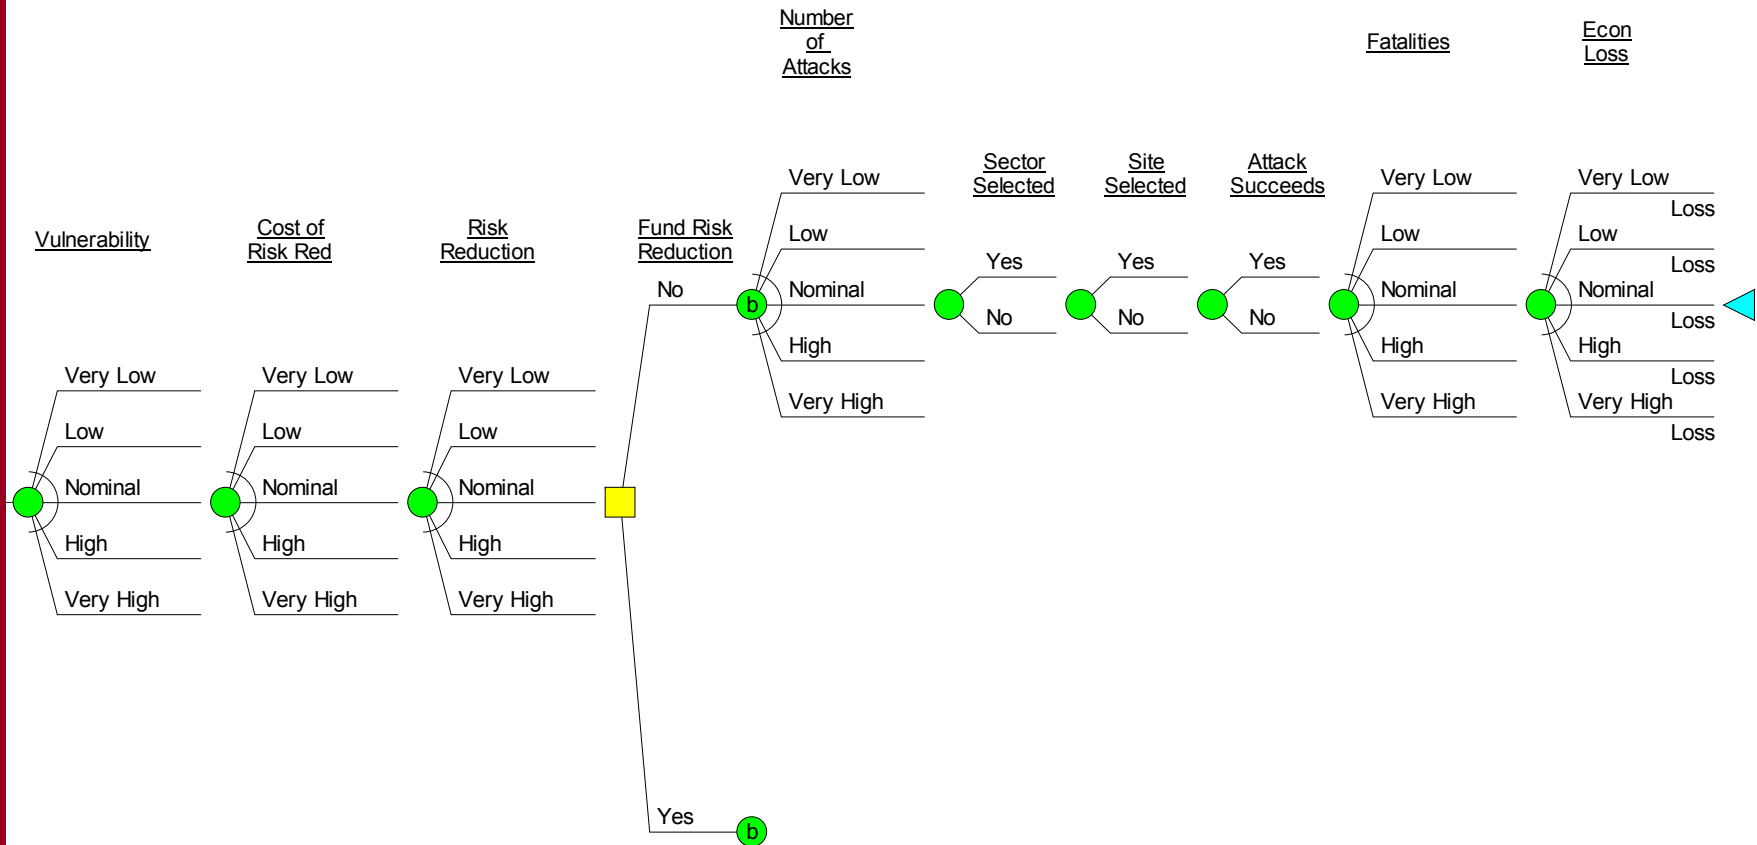 Number
of
Attacks
Fatalities
Econ
Loss
Sector
Selected
Site
Selected
Attack
Succeeds
Vulnerability
Cost of
Risk Red
Risk
Reduction
Fund Risk
Reduction
Very Low
Low
Nominal
High
Very High
Very Low
Low
Nominal
High
Very High
Very Low
Low
Nominal
High
Very High
No
b
Yes
b
Very Low
Low
Nominal
High
Very High
Yes
No
Yes
No
Yes
No
Very Low
Low
Nominal
High
Very High
Very Low
Loss
Low
Loss
Nominal
Loss
High
Loss
Very High
Loss